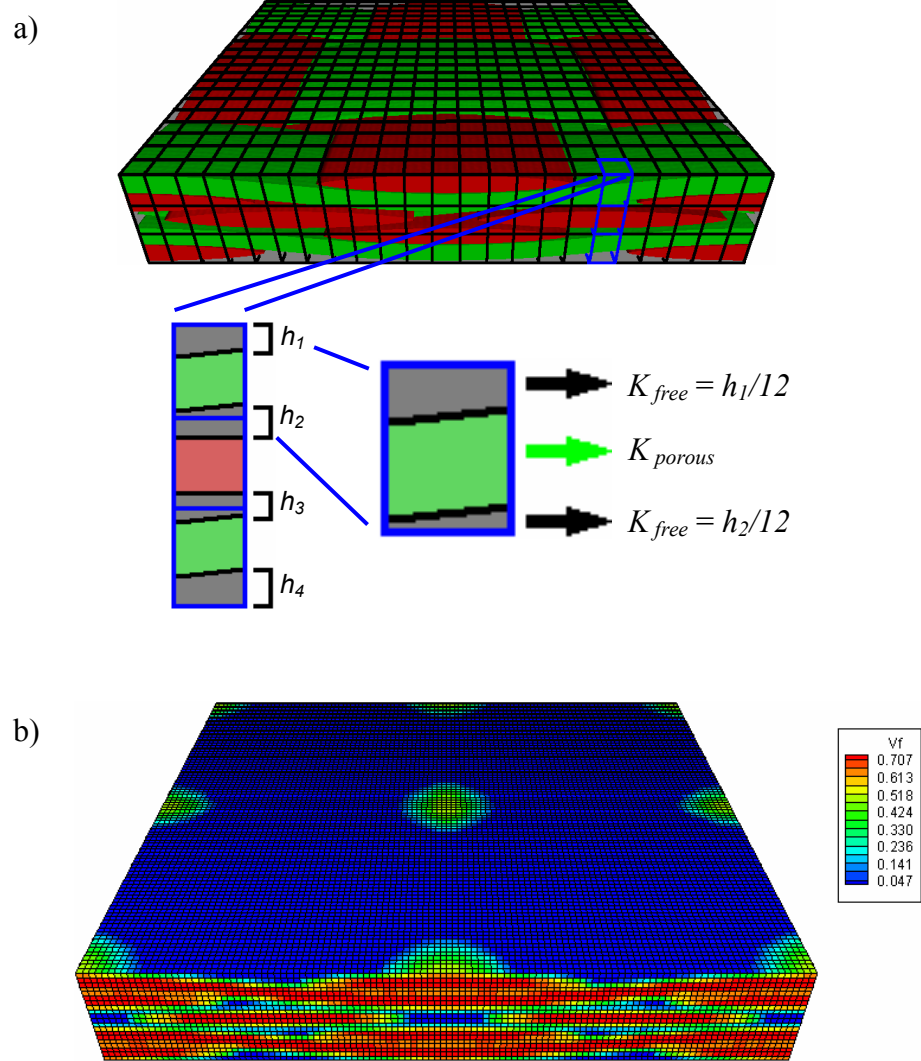 a)
h1
h2
h3
h4
K free = h1/12
K porous
K free = h2/12
b)
Vf
0.707
0.613
0.518
0.424
0.330
0.236
0.141
0.047